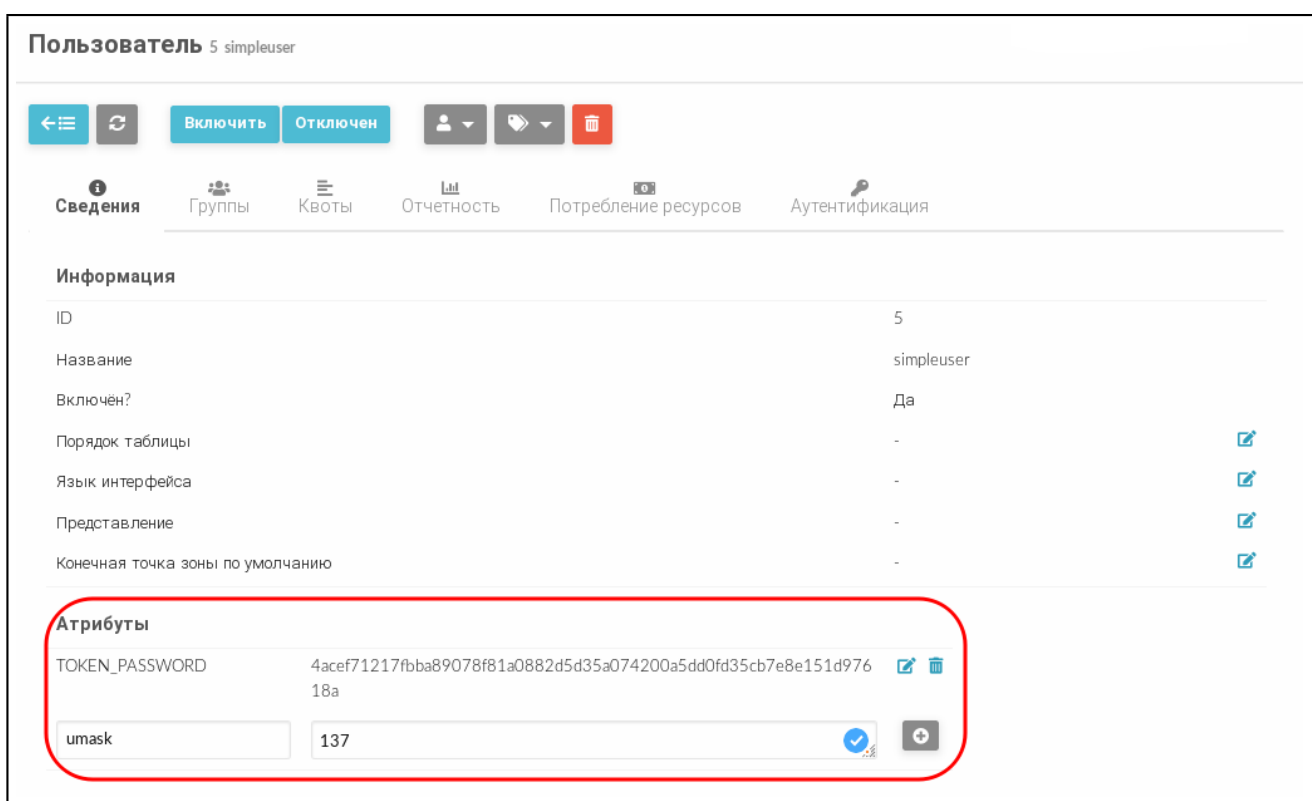 Пользователь 5 simpleuser
Включить Отключен
Сведения Группы Квоты Отчетность Потребление ресурсов Аутентификация
Информация
ID 5
Название simpleuser
Включён? Да
Порядок таблицы -
Язык интерфейса -
Представление -
Конечная точка зоны по умолчанию -
Атрибуты
TOKEN_PASSWORD 4acef71217fbba89078f81a0882d5d35a074200a5dd0fd35cb7e8e151d976
18a
umask 137